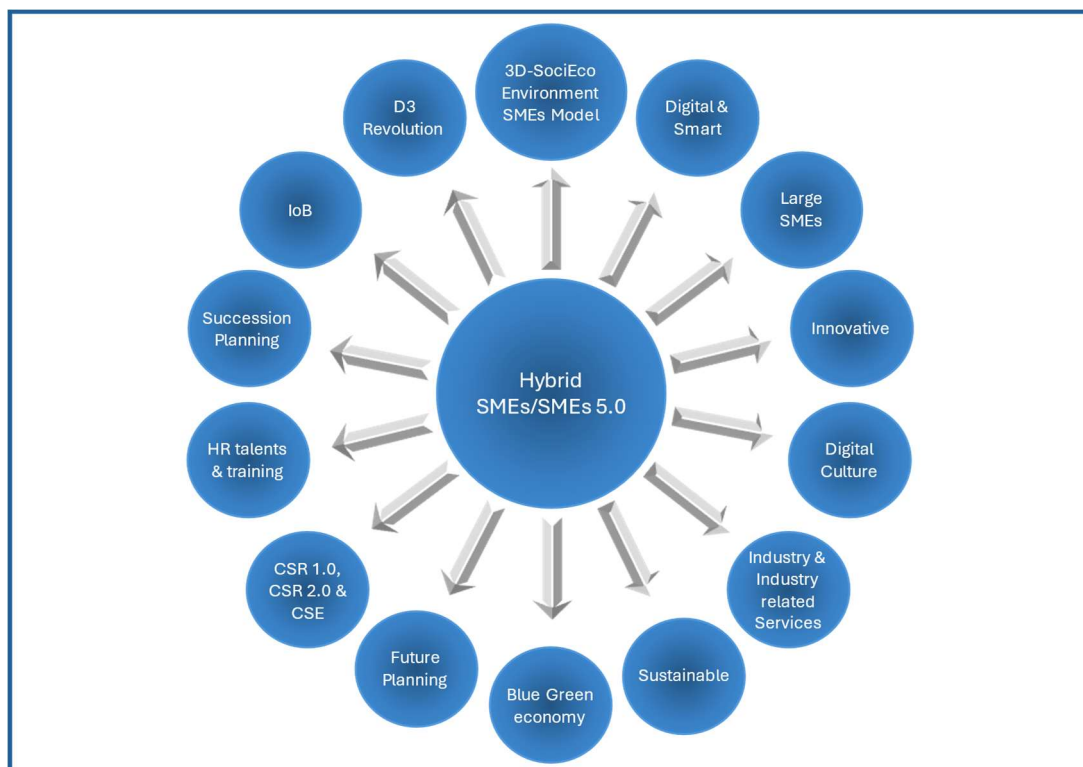 3D-SociEco
Environment
SMEs Model
Digital &
Smart
Large
SMEs
Innovative
Digital
Culture
Industry &
Industry
related
Services
Sustainable
Blue Green
economy
Future
Planning
CSR 1.0,
CSR 2.0 &
CSE
HR talents
& training
Succession
Planning
IoB
D3
Revolution
Hybrid
SMEs/SMEs 5.0